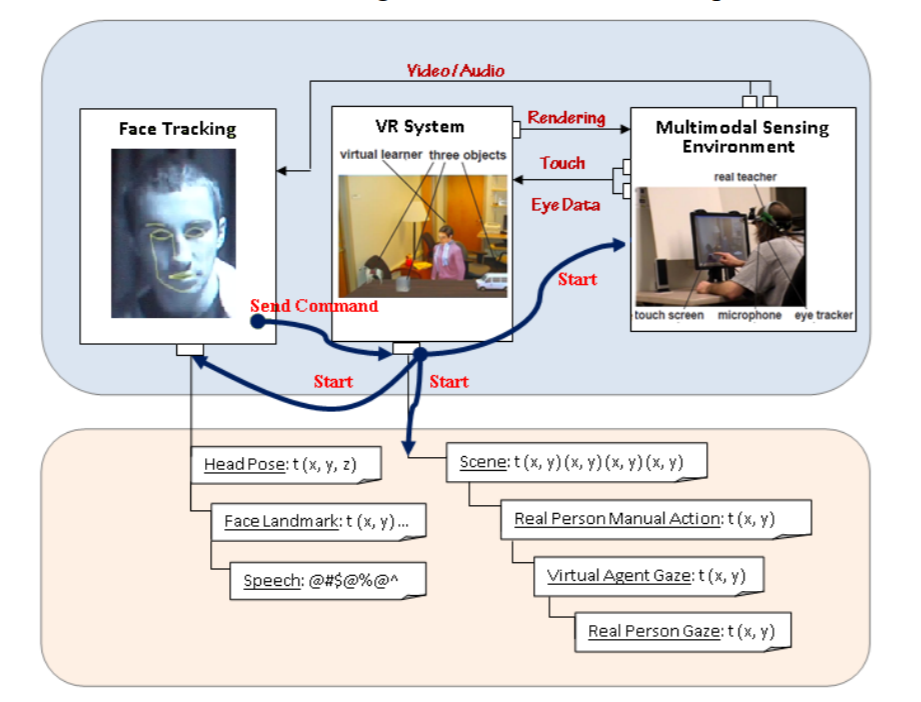 Video/Audio
Face Tracking
VR System
virtual learner three objects
Rendering
Touch
Eye Data
Multimodal Sensing
Environment
real teacher
touch screen microphone eye tracker
Send Command
Start
Start
Start
Head Pose: t (x, y, z)
Face Landmark: t (x, y) ...
Speech: @#$@%@^
Scene: t (x, y) (x, y) (x, y) (x, y)
Real Person Manual Action: t (x, y)
Virtual Agent Gaze: t (x, y)
Real Person Gaze: t (x, y)